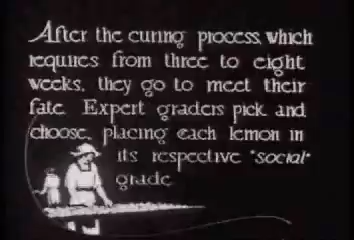 After the curing process, which
requires from three to eight
weeks, they go to meet their
fate. Expert graders pick and
choose, placing each lemon in
its respective "social"
grade